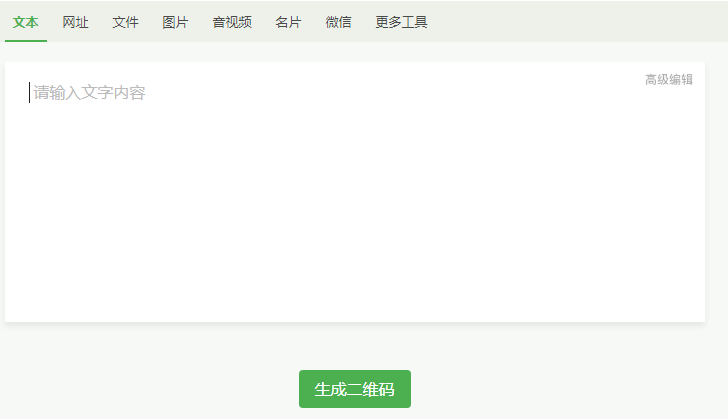 文本 网址 文件 图片 音视频 名片 微信 更多工具
高级编辑
请输入文字内容
生成二维码